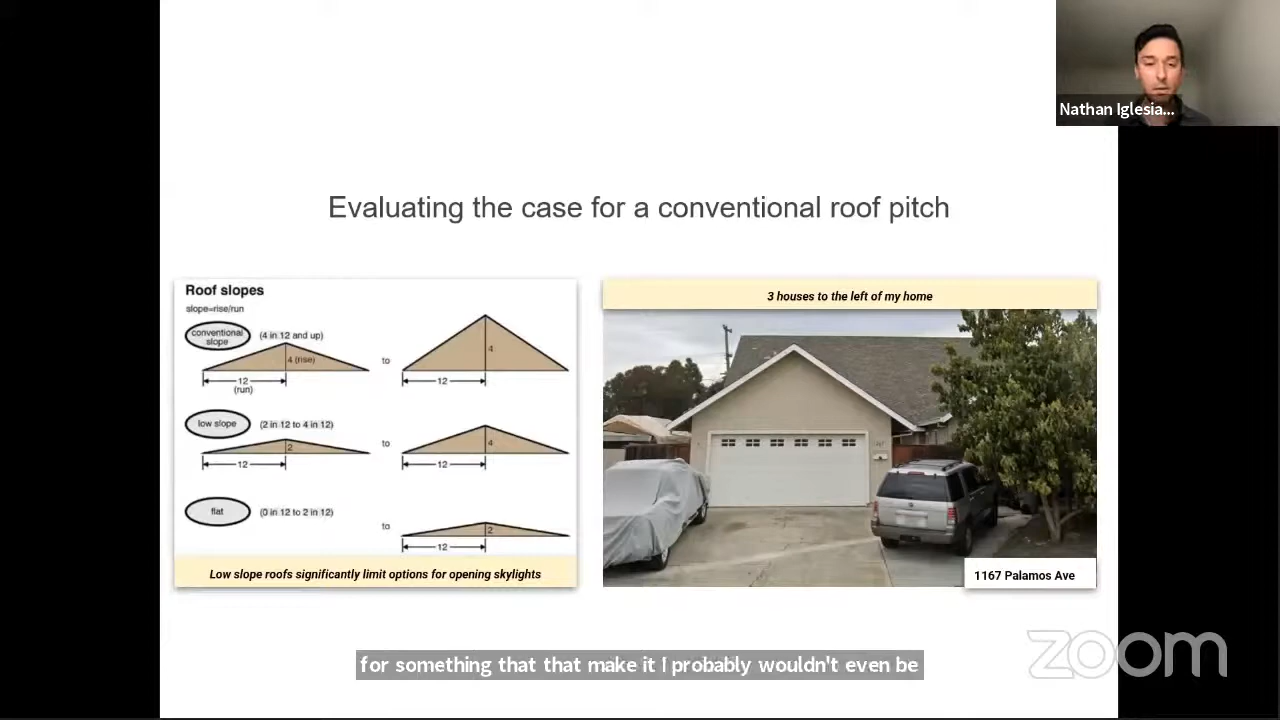 Nathan Iglesia...
Evaluating the case for a conventional roof pitch
Roof slopes
slope=rise/run
conventional
slope
(4 in 12 and up)
4 (rise)
12
(run)
to
4
12
low slope
(2 in 12 to 4 in 12)
2
12
to
4
12
flat
(0 in 12 to 2 in 12)
to
2
12
Low slope roofs significantly limit options for opening skylights
3 houses to the left of my home
1167 Palamos Ave
for something that that make it I probably wouldn't even be
zoom